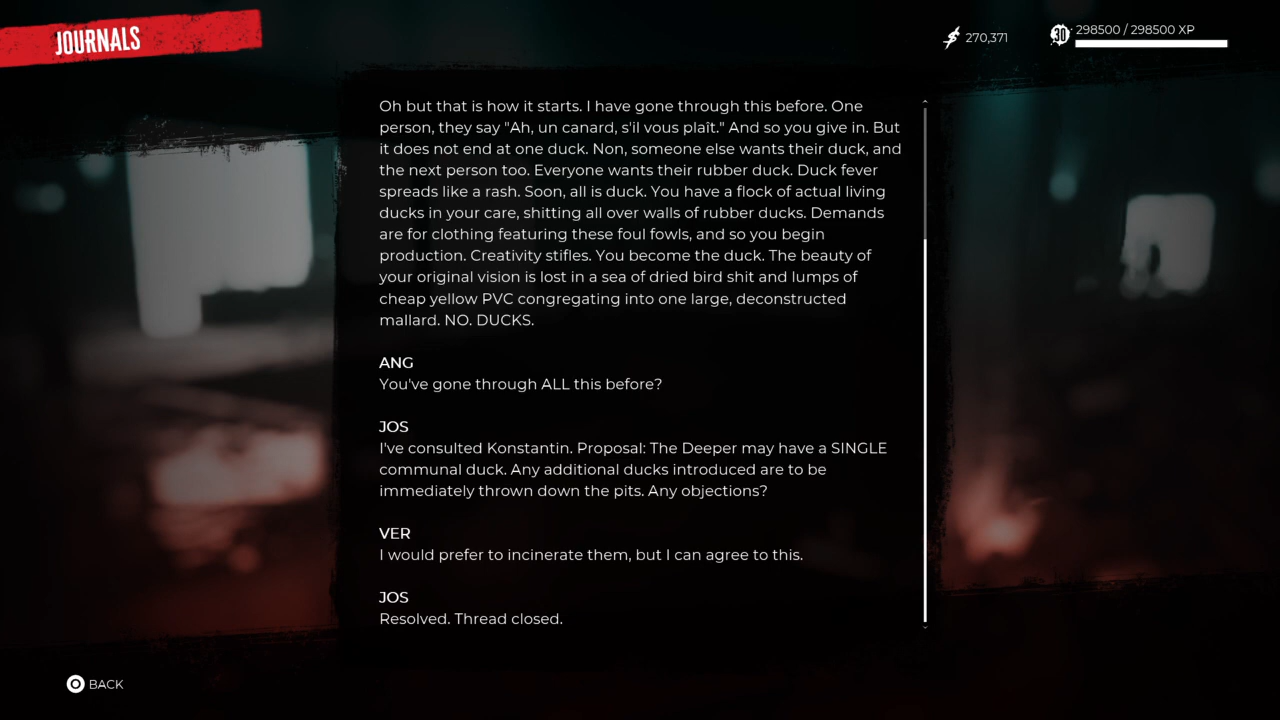 JOURNALS
270,371
30
298500 / 298500 XP
Oh but that is how it starts. I have gone through this before. One
person, they say "Ah, un canard, s'il vous plaît." And so you give in. But
it does not end at one duck. Non, someone else wants their duck, and
the next person too. Everyone wants their rubber duck. Duck fever
spreads like a rash. Soon, all is duck. You have a flock of actual living
ducks in your care, shitting all over walls of rubber ducks. Demands
are for clothing featuring these foul fowls, and so you begin
production. Creativity stifles. You become the duck. The beauty of
your original vision is lost in a sea of dried bird shit and lumps of
cheap yellow PVC congregating into one large, deconstructed
mallard. NO. DUCKS.
ANG
You've gone through ALL this before?
JOS
I've consulted Konstantin. Proposal: The Deeper may have a SINGLE
communal duck. Any additional ducks introduced are to be
immediately thrown down the pits. Any objections?
VER
I would prefer to incinerate them, but I can agree to this.
JOS
Resolved. Thread closed.
BACK